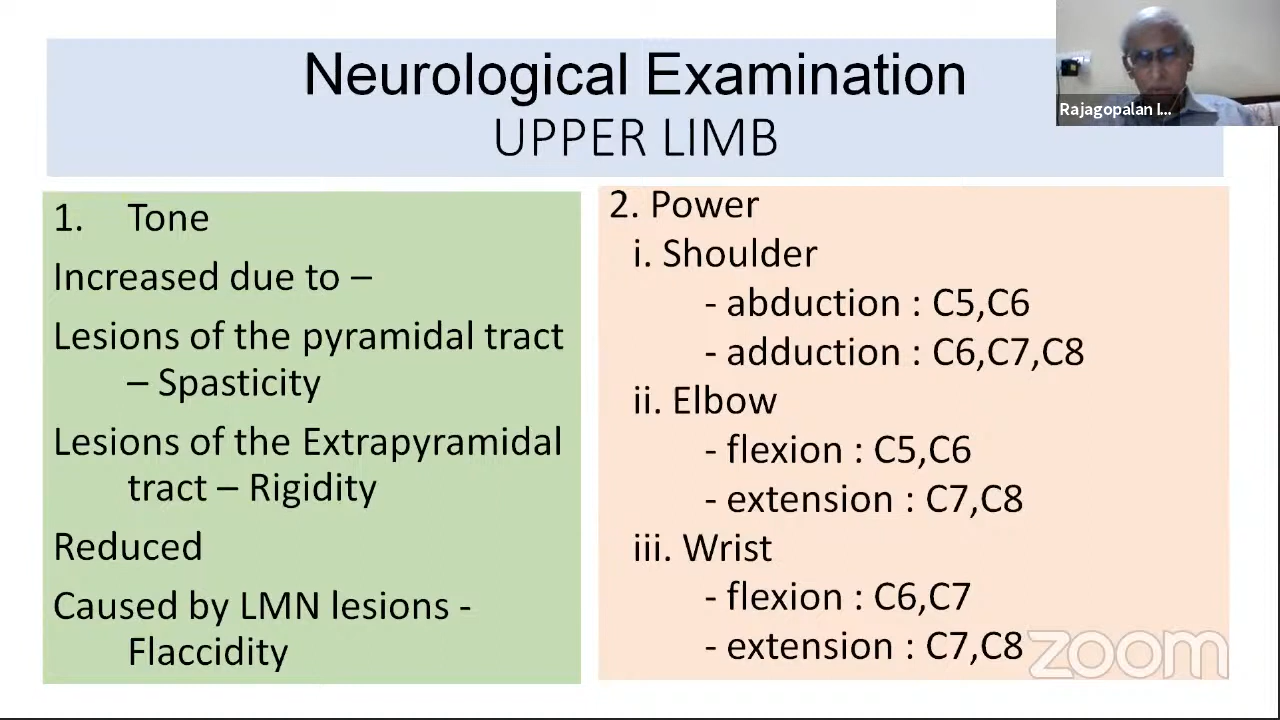 Neurological Examination
UPPER LIMB
Rajagopalan I...
1. Tone
Increased due to –
Lesions of the pyramidal tract
– Spasticity
Lesions of the Extrapyramidal
tract – Rigidity
Reduced
Caused by LMN lesions -
Flaccidity
2. Power
i. Shoulder
- abduction : C5,C6
- adduction : C6,C7,C8
ii. Elbow
- flexion : C5,C6
- extension : C7,C8
iii. Wrist
- flexion : C6,C7
- extension : C7,C8
zoom